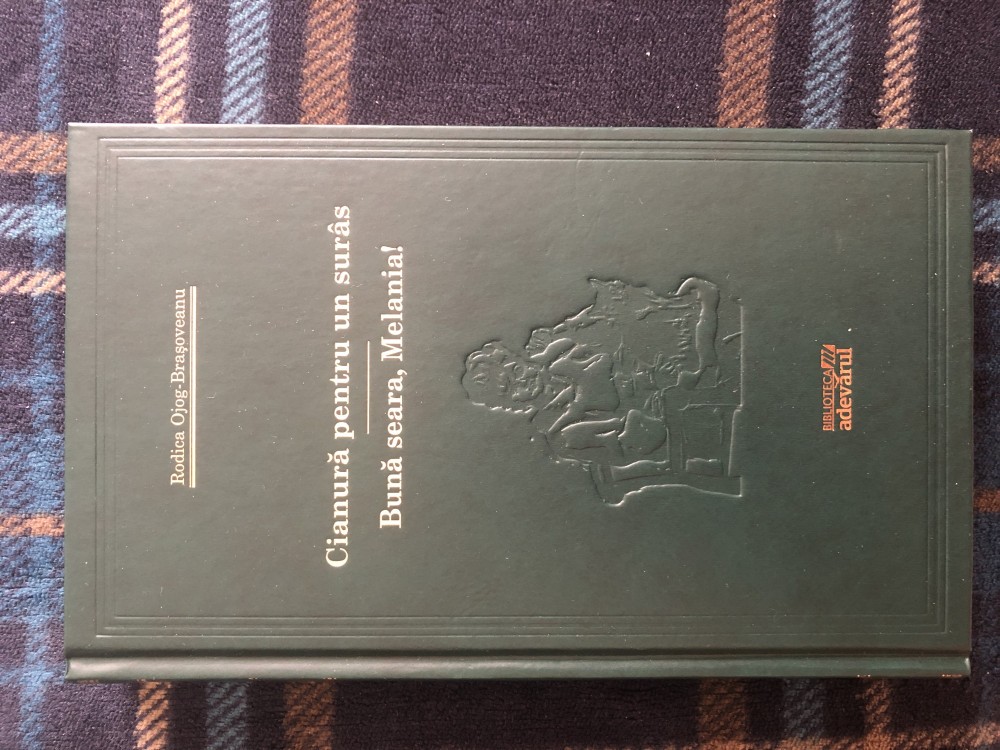 Rodica Ojog-Brașoveanu
Cianură pentru un surâs
Bună seara, Melania!
BIBLIOTECA
adevărul